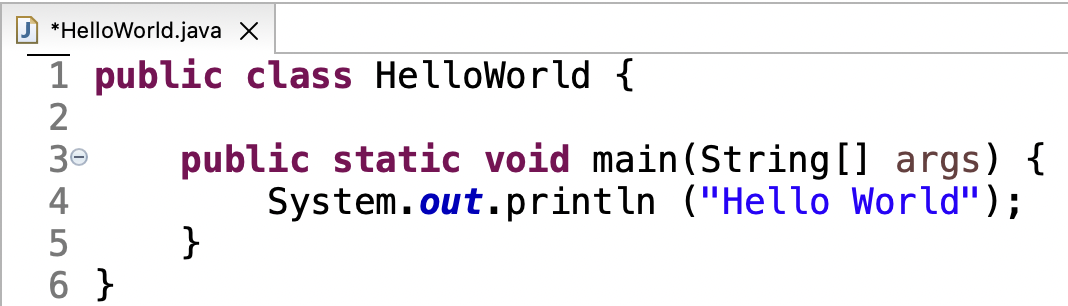 *HelloWorld.java
1 public class HelloWorld {
2
3 public static void main(String[] args) {
4 System.out.println ("Hello World");
5 }
6 }